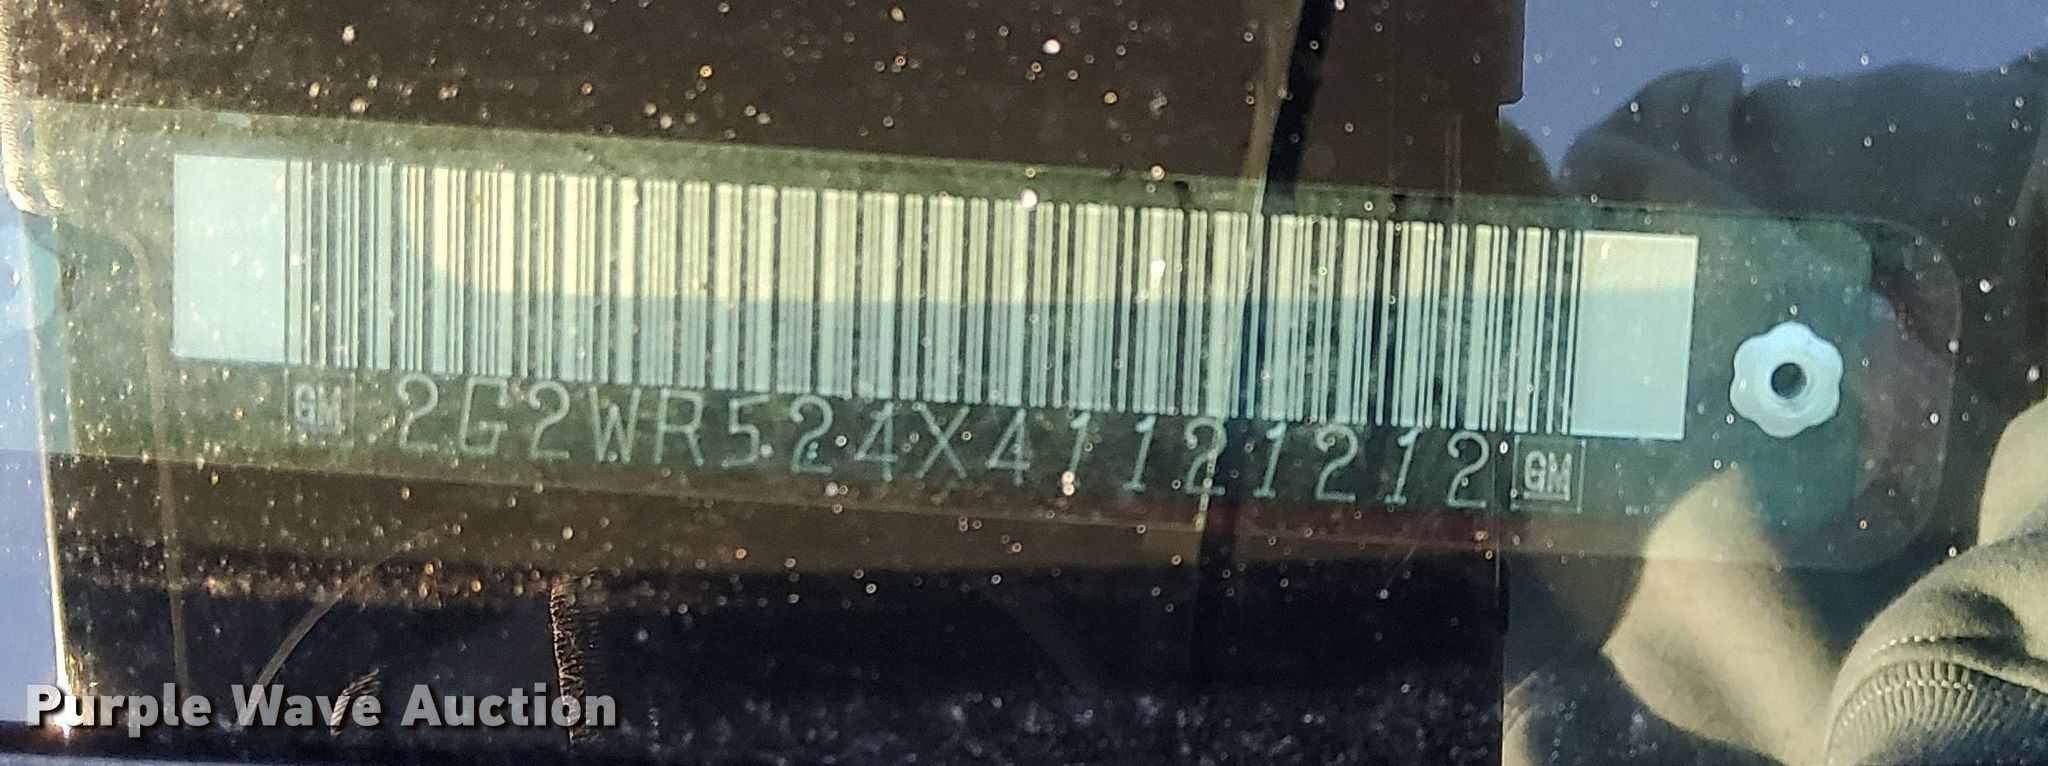 GM 2G2WR524X41121212 GM
Purple Wave Auction